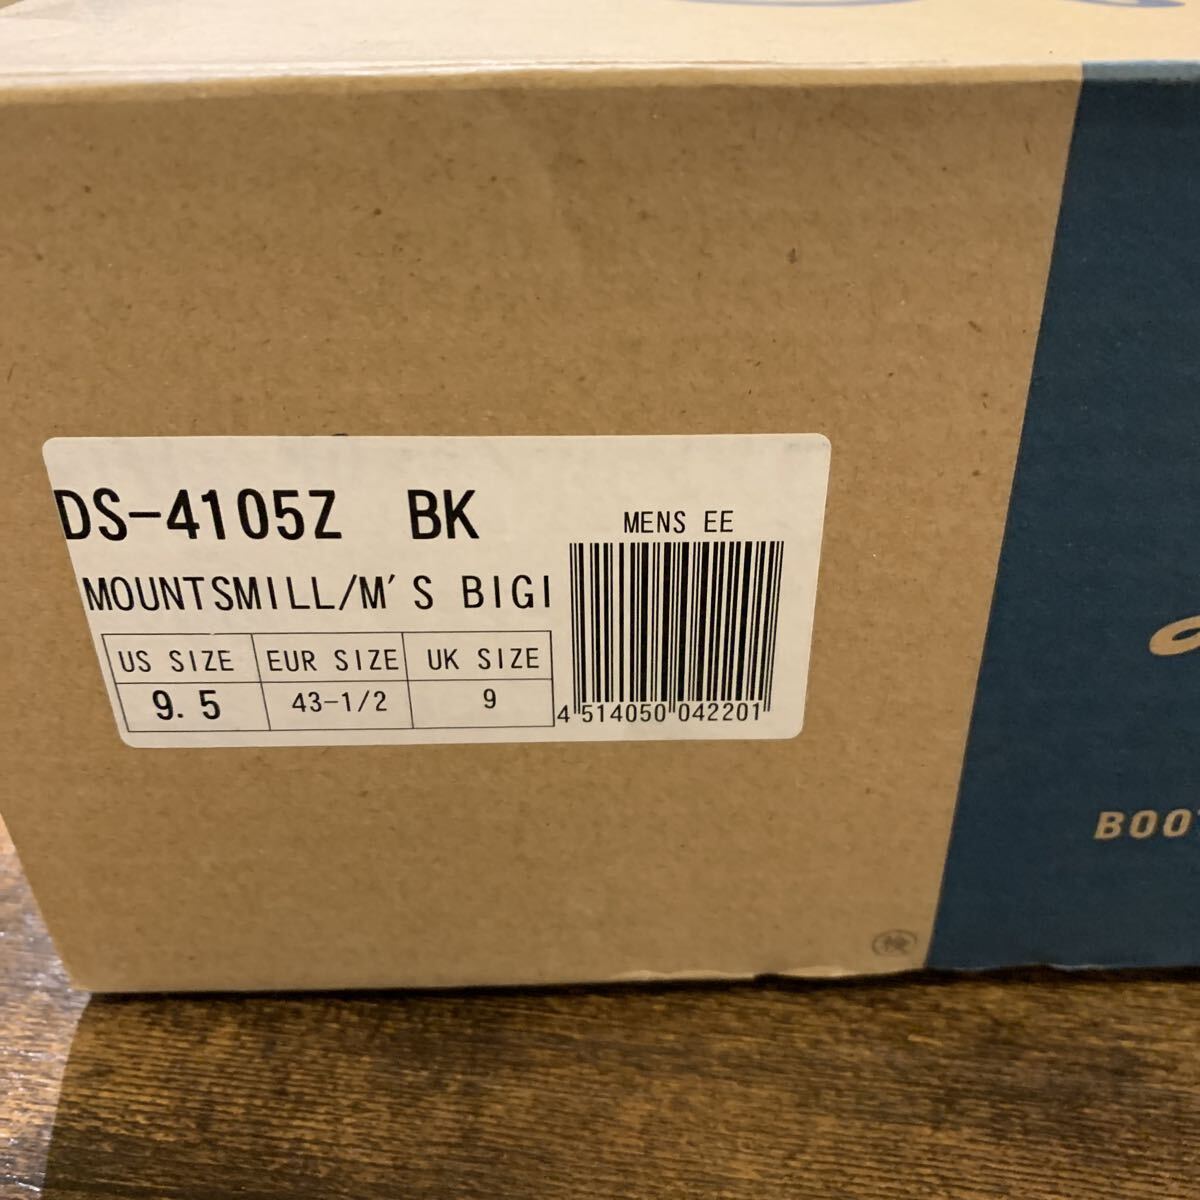 DS-4105Z BK
MENS EE
MOUNTSMILL/M'S BIGI
US SIZE EUR SIZE UK SIZE
9.5 43-1/2 9
4 514050 042201
検